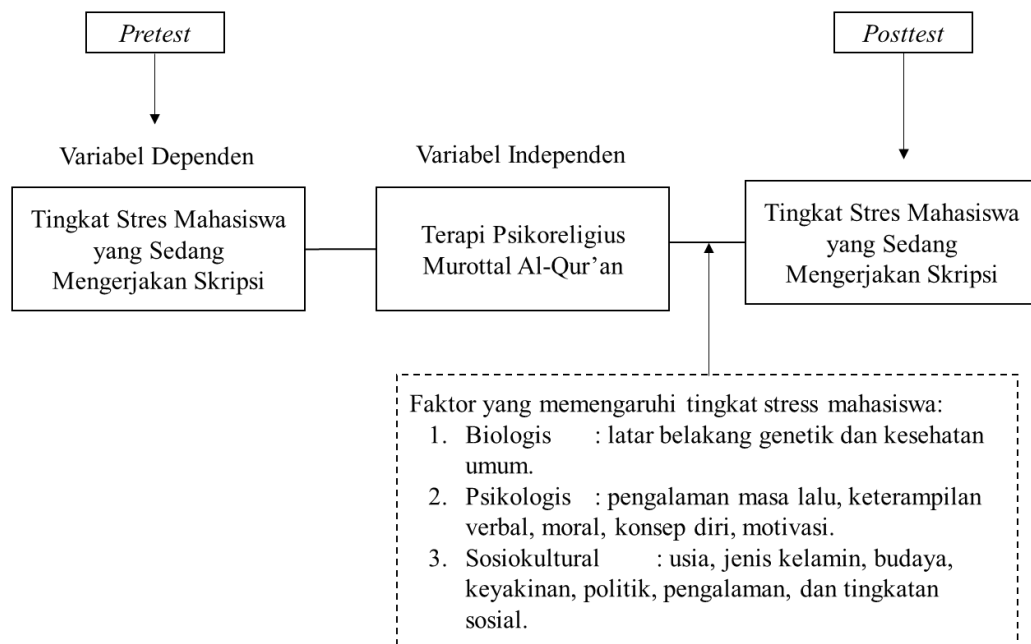 Pretest
Posttest
Variabel Dependen
Variabel Independen
Tingkat Stres Mahasiswa
yang Sedang
Mengerjakan Skripsi
Terapi Psikoreligius
Murottal Al-Qur’an
Tingkat Stres Mahasiswa
yang Sedang
Mengerjakan Skripsi
Faktor yang memengaruhi tingkat stress mahasiswa:
1. Biologis : latar belakang genetik dan kesehatan
umum.
2. Psikologis : pengalaman masa lalu, keterampilan
verbal, moral, konsep diri, motivasi.
3. Sosiokultural : usia, jenis kelamin, budaya,
keyakinan, politik, pengalaman, dan tingkatan
sosial.